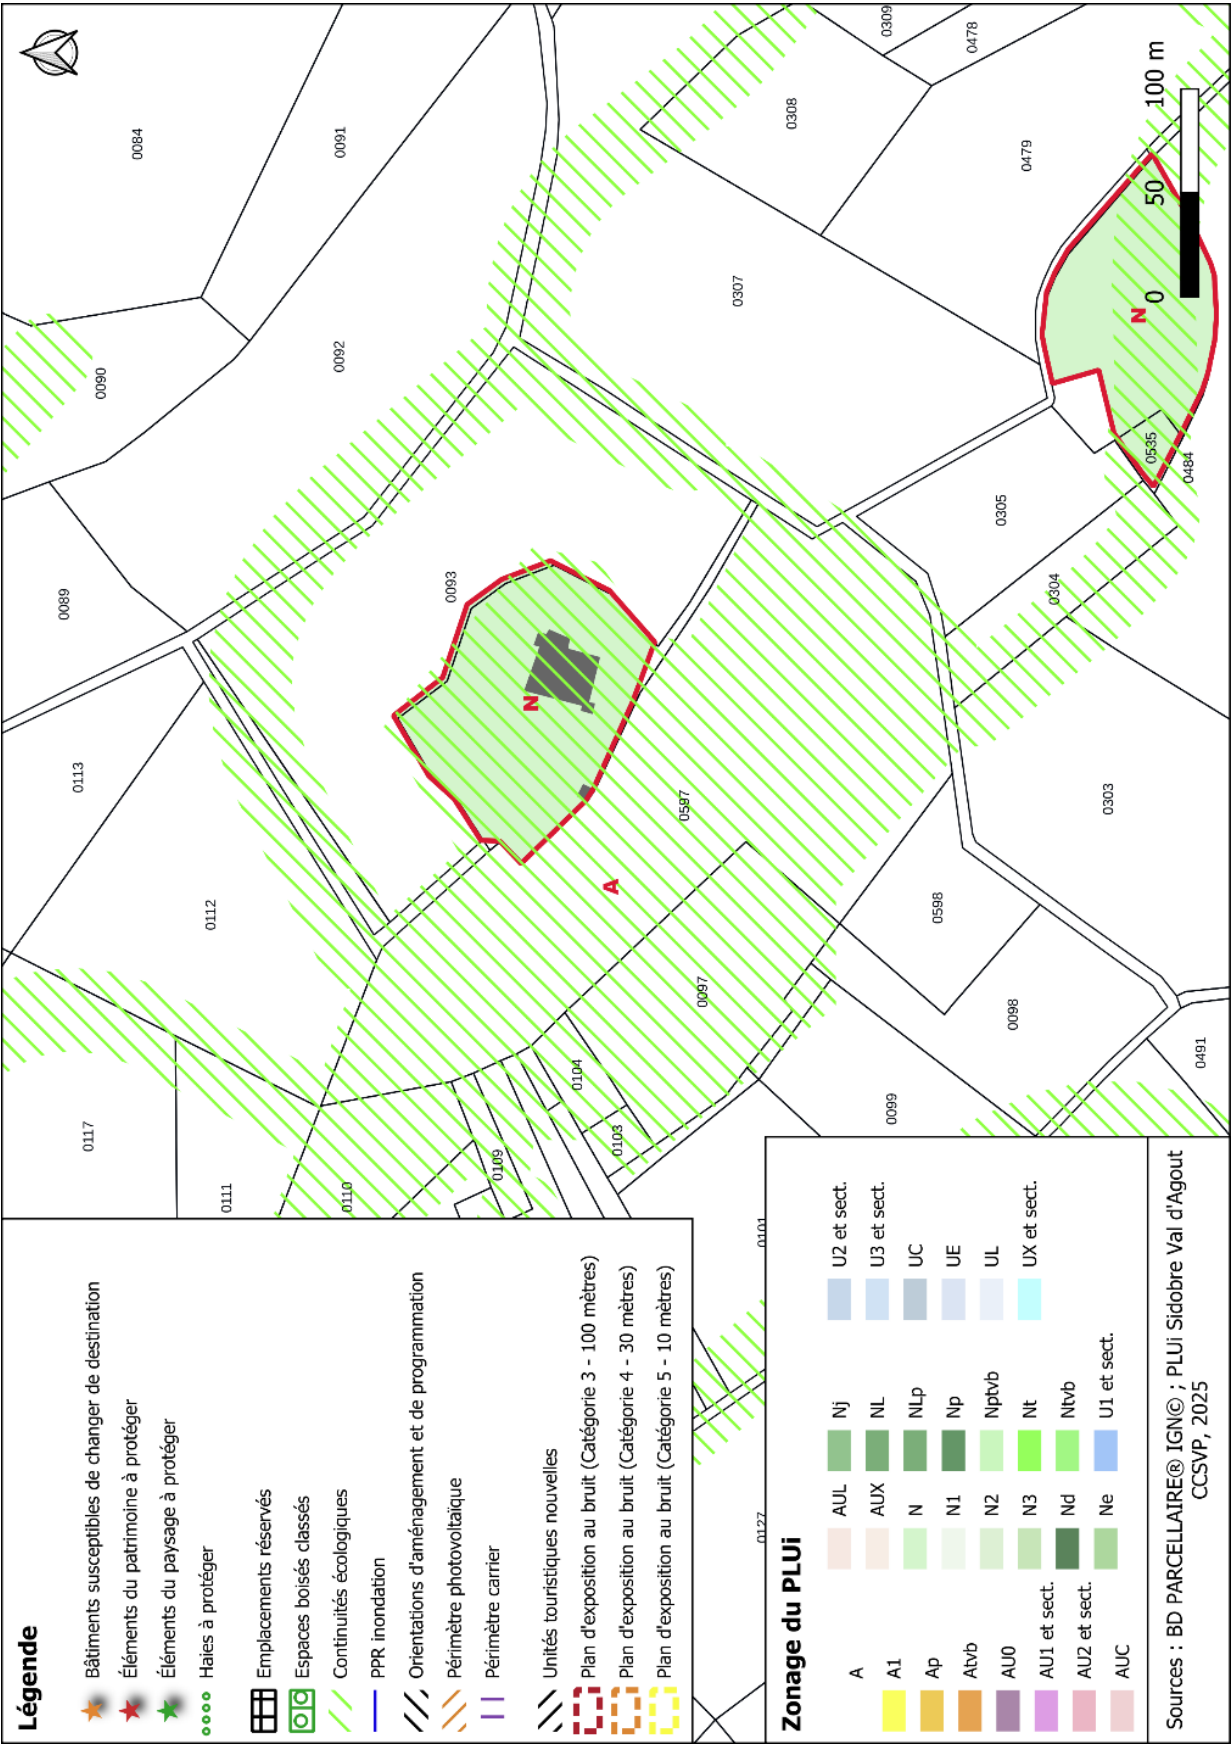 0084
0091
0090
0092
0089
0093
0113
0112
0117
0111
0110
0109
0104
0103
0101
0127
0097
0597
0099
0098
0598
0491
0303
0304
0305
0307
0308
0309
0478
0479
0535
0484
N
A
N
0 50 100 m
Légende
Bâtiments susceptibles de changer de destination
Éléments du patrimoine à protéger
Éléments du paysage à protéger
Haies à protéger
Emplacements réservés
Espaces boisés classés
Continuités écologiques
PPR inondation
Orientations d'aménagement et de programmation
Périmètre photovoltaïque
Périmètre carrier
Unités touristiques nouvelles
Plan d'exposition au bruit (Catégorie 3 - 100 mètres)
Plan d'exposition au bruit (Catégorie 4 - 30 mètres)
Plan d'exposition au bruit (Catégorie 5 - 10 mètres)
Zonage du PLUi
A
A1
Ap
Atvb
AU0
AU1 et sect.
AU2 et sect.
AUC
AUL
AUX
N
N1
N2
N3
Nd
Ne
Nj
NL
NLp
Np
Nptvb
Nt
Ntvb
U1 et sect.
U2 et sect.
U3 et sect.
UC
UE
UL
UX et sect.
Sources : BD PARCELLAIRE® IGN© ; PLUi Sidobre Val d'Agout
CCSVP, 2025